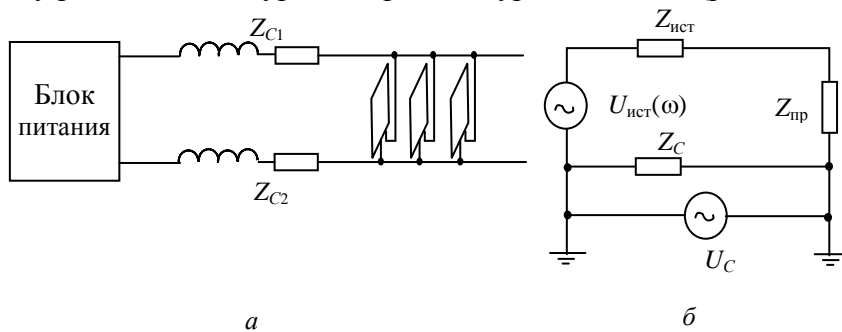 Z_C1
Блок
питания
Z_C2
а
Z_ист
U_ист(ω)
Z_пр
Z_C
U_C
б